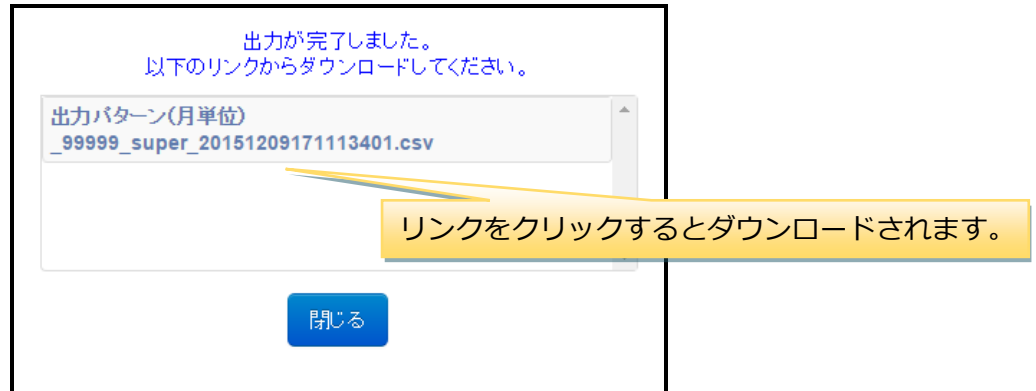 出力が完了しました。
以下のリンクからダウンロードしてください。
出力パターン(月単位)
_99999_super_20151209171113401.csv
リンクをクリックするとダウンロードされます。
閉じる